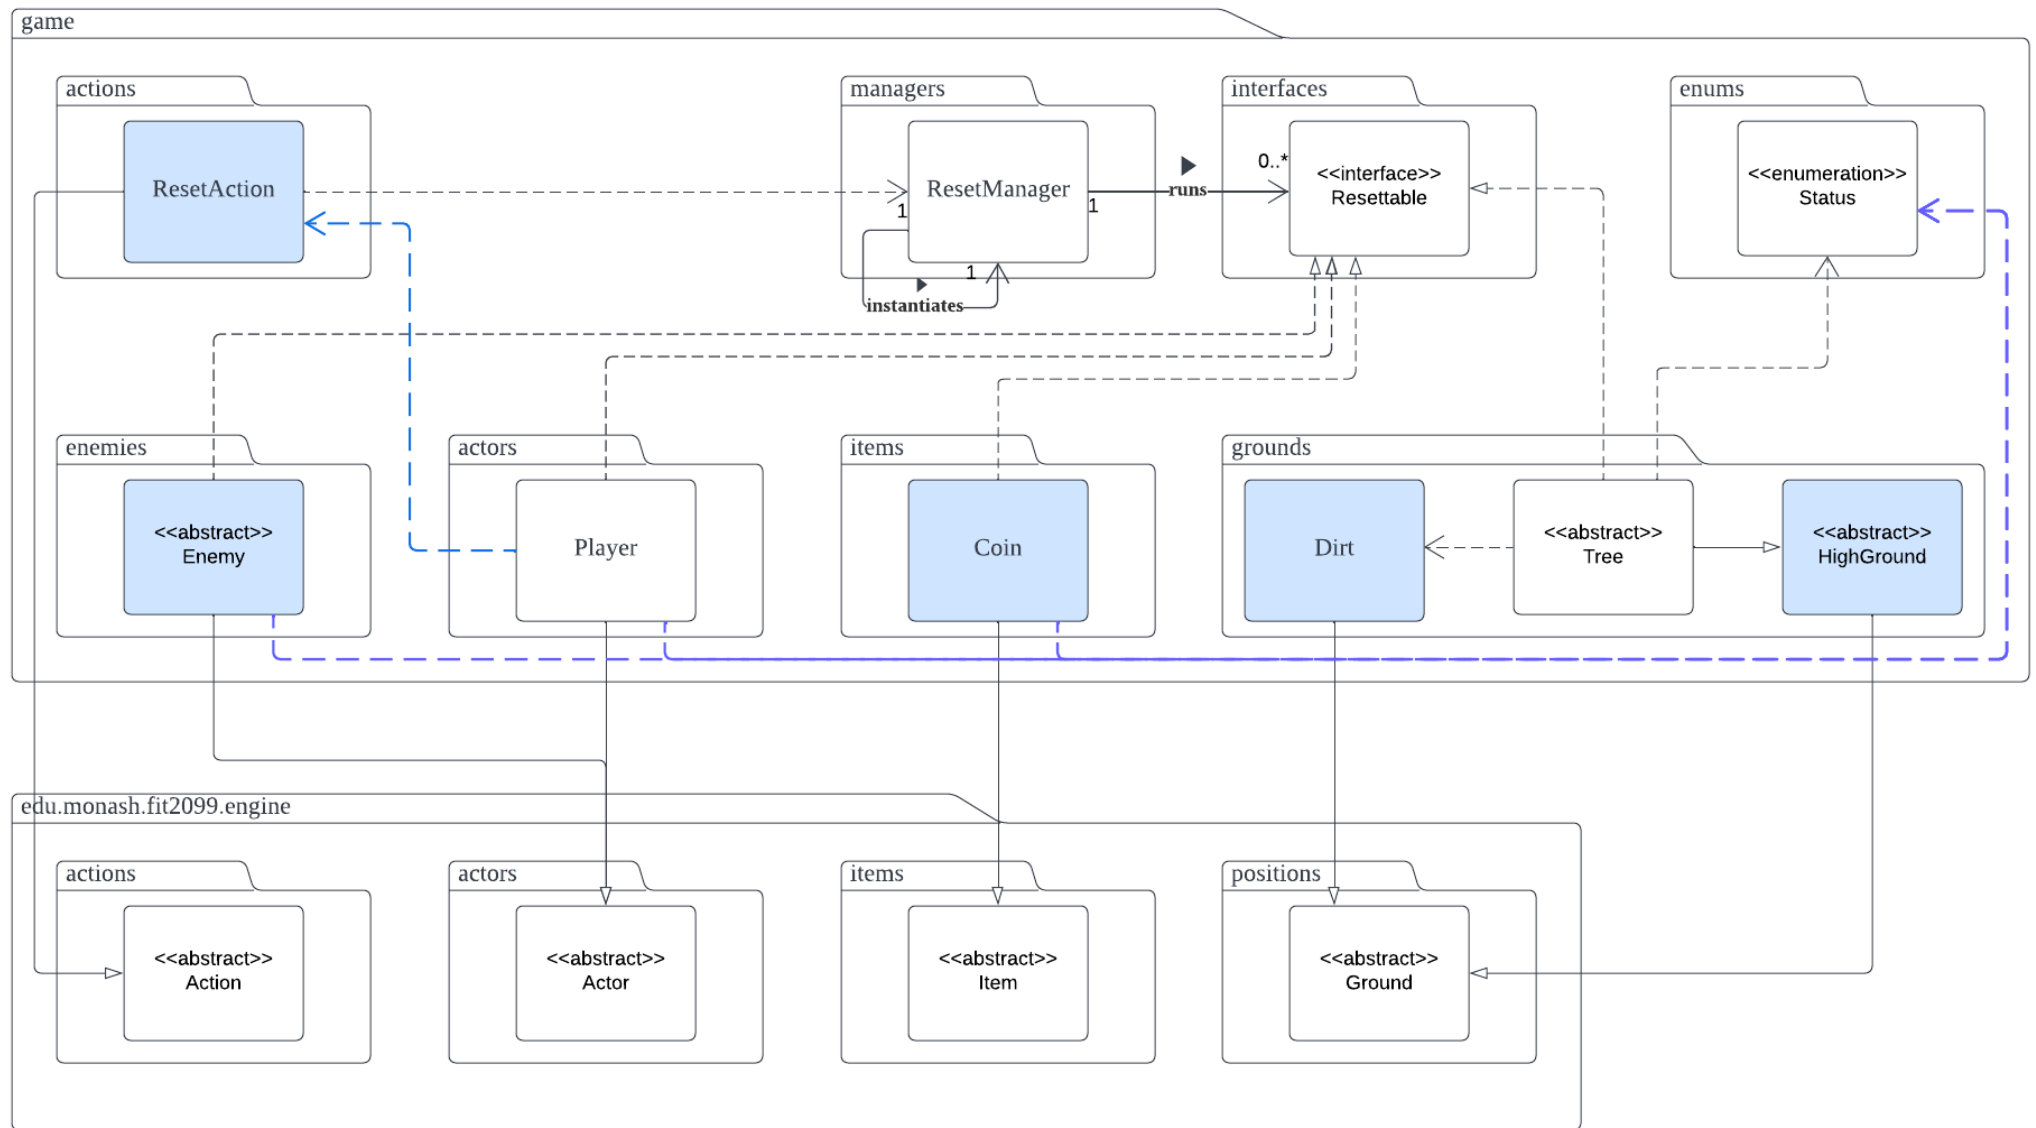 game
actions
managers
interfaces
enums
ResetAction
ResetManager
1
1
1
instantiates
runs
0..*
<<interface>>
Resettable
<<enumeration>>
Status
enemies
actors
items
grounds
<<abstract>>
Enemy
Player
Coin
Dirt
<<abstract>>
Tree
<<abstract>>
HighGround
edu.monash.fit2099.engine
actions
actors
items
positions
<<abstract>>
Action
<<abstract>>
Actor
<<abstract>>
Item
<<abstract>>
Ground